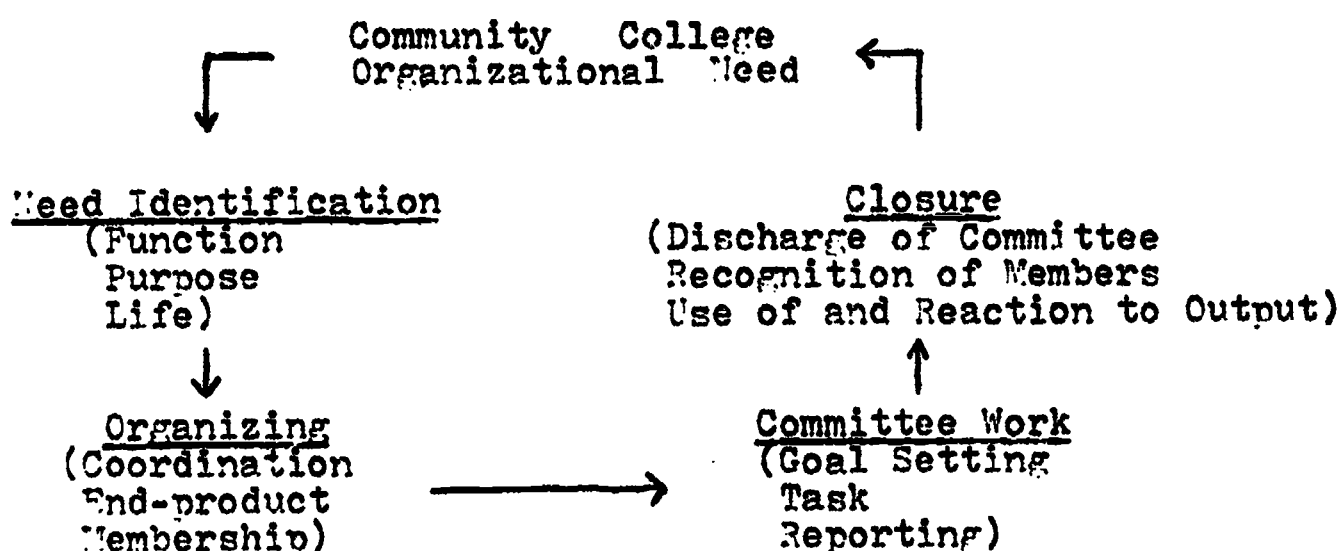 Community College
Organizational Need
Need Identification
(Function
Purpose
Life)
Closure
(Discharge of Committee
Recognition of Members
Use of and Reaction to Output)
Organizing
(Coordination
End-product
Membership)
Committee Work
(Goal Setting
Task
Reporting)